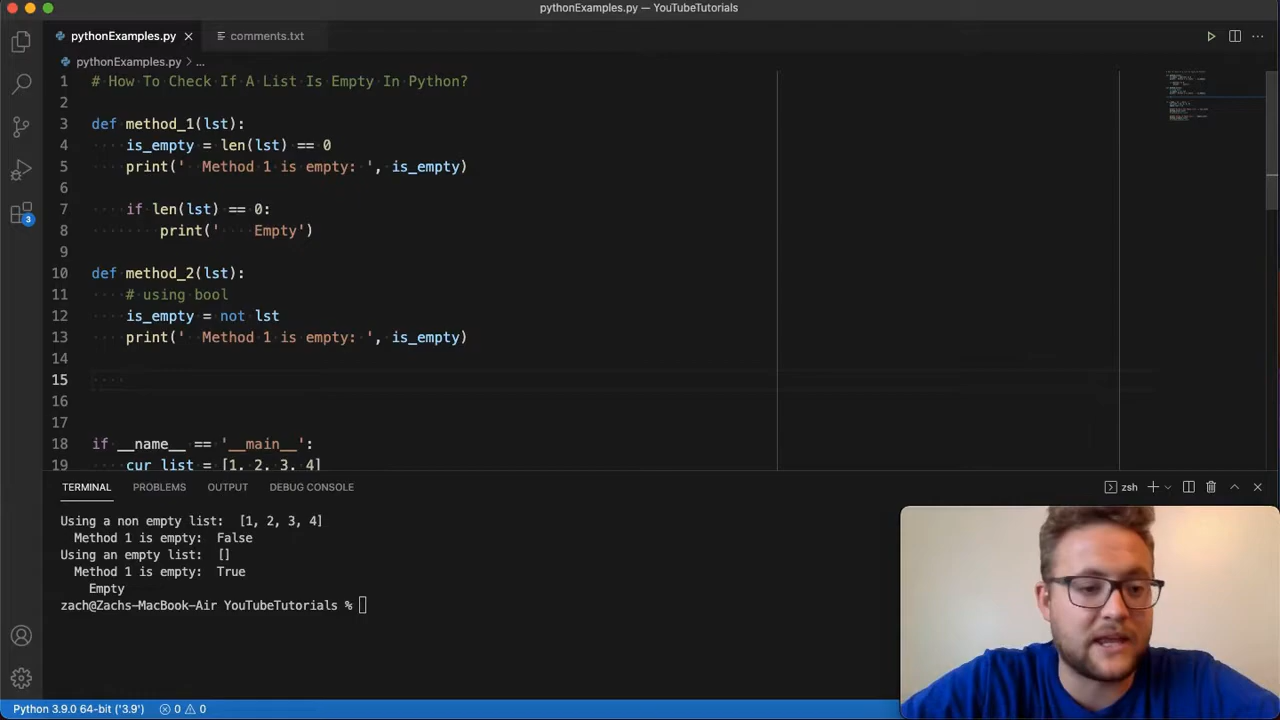 pythonExamples.py — YouTubeTutorials
pythonExamples.py
comments.txt
pythonExamples.py > ...
1 # How To Check If A List Is Empty In Python?
2
3 def method_1(lst):
4 is_empty = len(lst) == 0
5 print('  Method 1 is empty: ', is_empty)
6
7 if len(lst) == 0:
8 print('    Empty')
9
10 def method_2(lst):
11 # using bool
12 is_empty = not lst
13 print('  Method 1 is empty: ', is_empty)
14
15
16
17
18 if __name__ == '__main__':
19 cur_list = [1, 2, 3, 4]
3
TERMINAL PROBLEMS OUTPUT DEBUG CONSOLE
zsh
Using a non empty list:  [1, 2, 3, 4]
  Method 1 is empty:  False
Using an empty list:  []
  Method 1 is empty:  True
    Empty
zach@Zachs-MacBook-Air YouTubeTutorials %
Python 3.9.0 64-bit ('3.9') 0 0